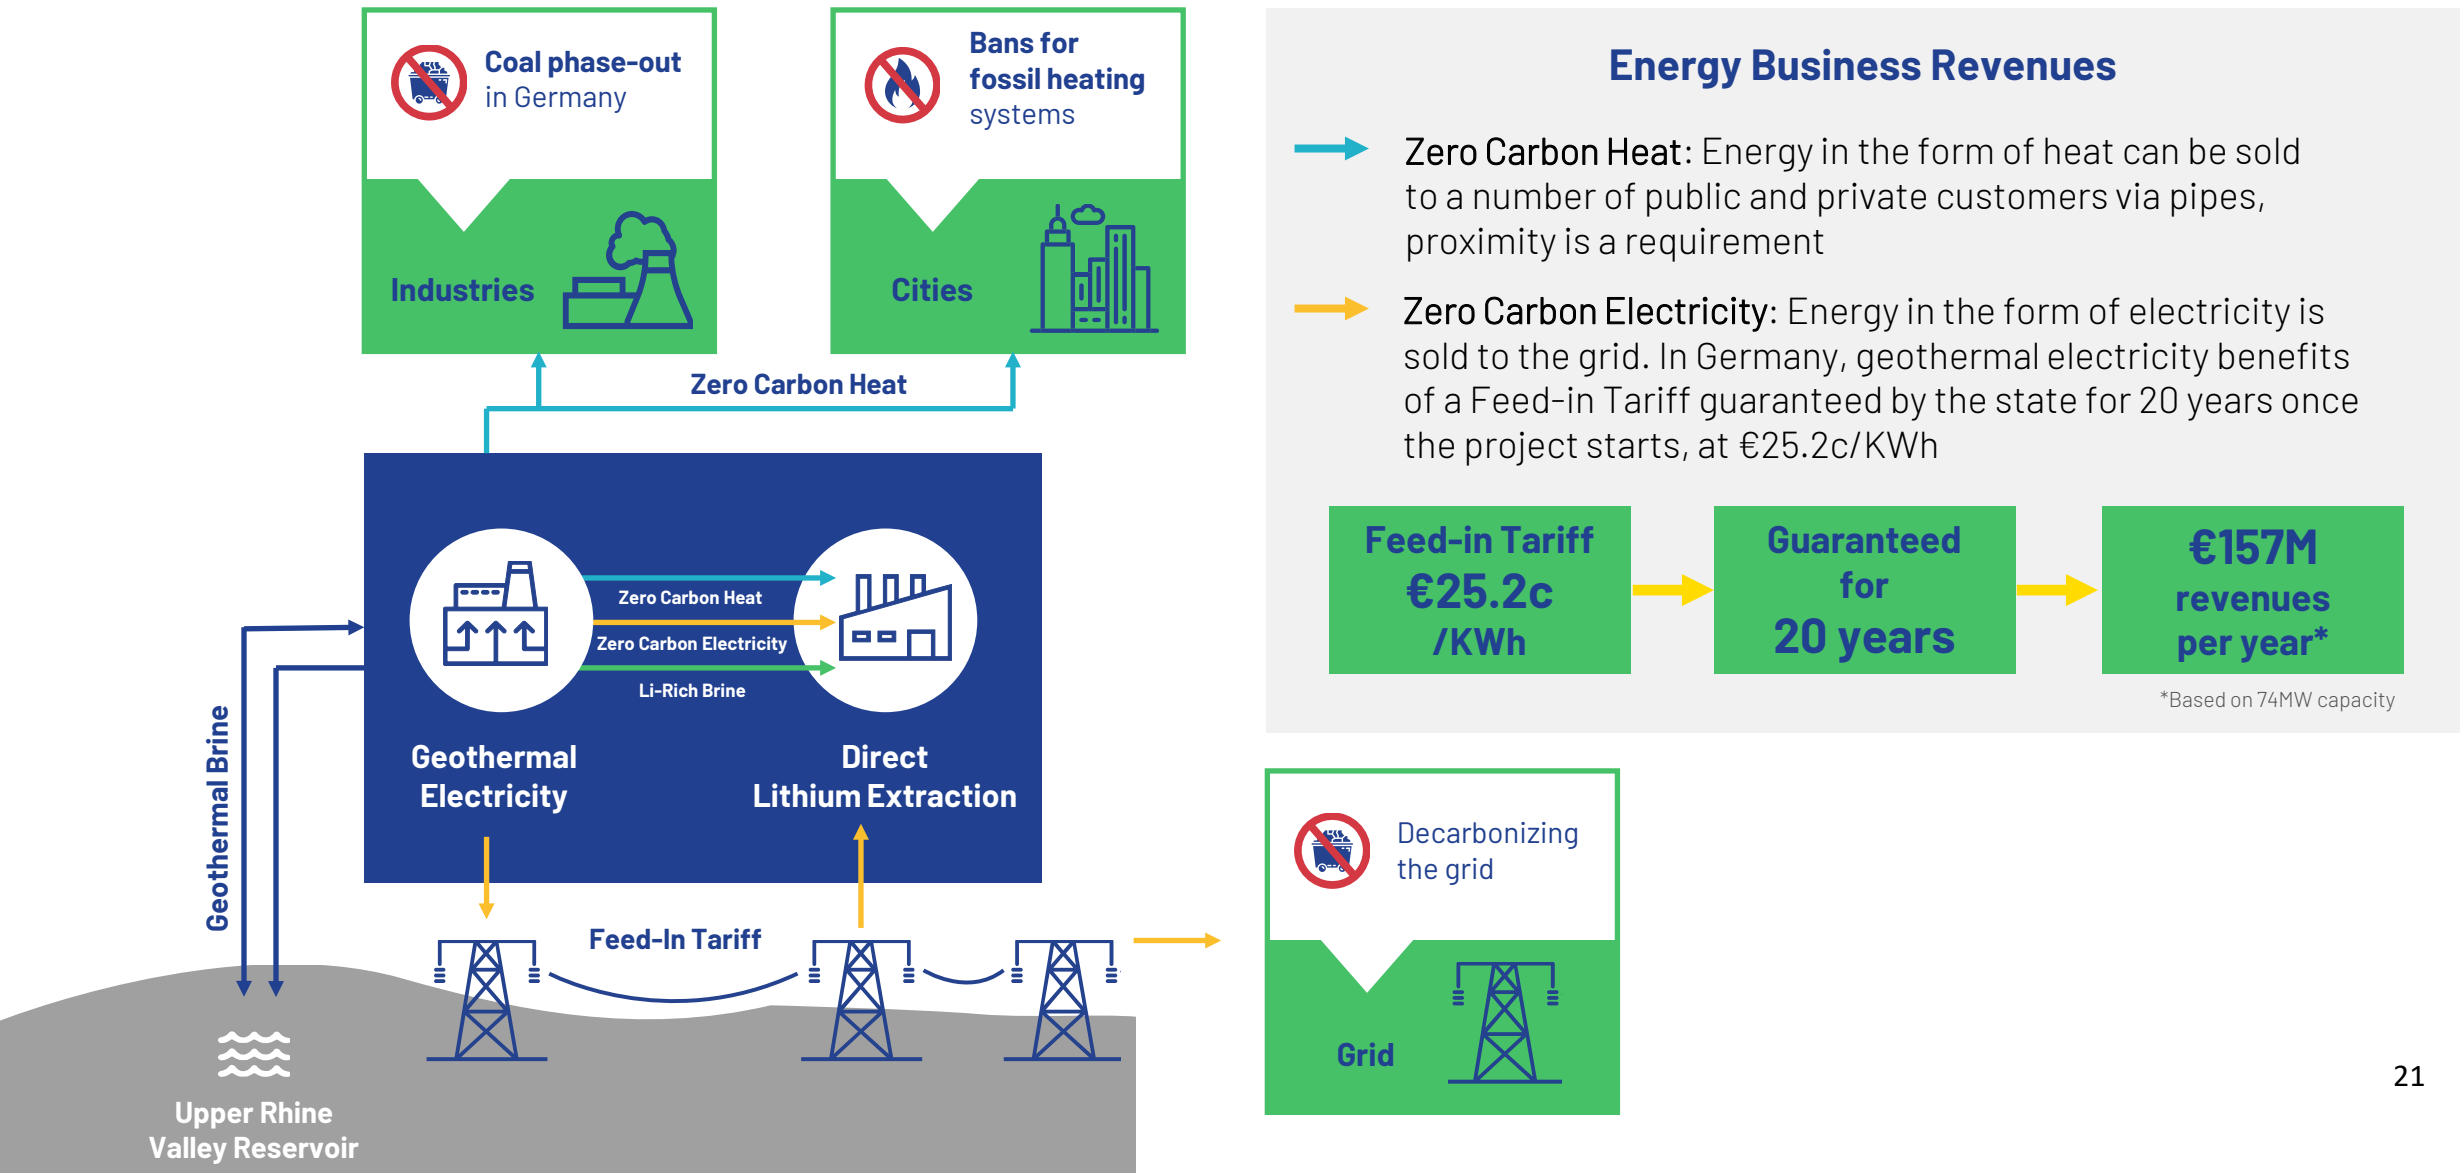 Coal phase-out
in Germany
Industries
Bans for
fossil heating
systems
Cities
Zero Carbon Heat
Zero Carbon Heat
Zero Carbon Electricity
Li-Rich Brine
Geothermal
Electricity
Direct
Lithium Extraction
Geothermal Brine
Feed-In Tariff
Upper Rhine
Valley Reservoir
Energy Business Revenues
Zero Carbon Heat: Energy in the form of heat can be sold
to a number of public and private customers via pipes,
proximity is a requirement
Zero Carbon Electricity: Energy in the form of electricity is
sold to the grid. In Germany, geothermal electricity benefits
of a Feed-in Tariff guaranteed by the state for 20 years once
the project starts, at €25.2c/KWh
Feed-in Tariff
€25.2c
/KWh
Guaranteed
for
20 years
€157M
revenues
per year*
*Based on 74MW capacity
Decarbonizing
the grid
Grid
21